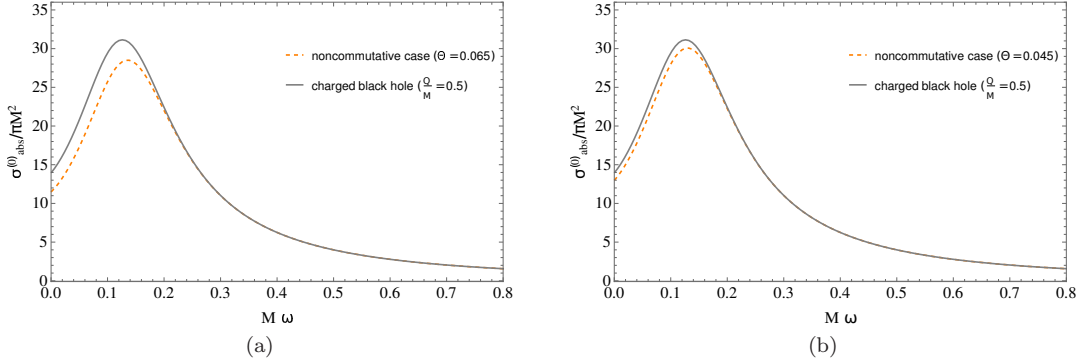 35
30
25
20
15
10
5
0
σ⁽⁰⁾abs/πM²
noncommutative case (Θ = 0.065)
charged black hole (Q/M = 0.5)
0.0 0.1 0.2 0.3 0.4 0.5 0.6 0.7 0.8
M ω
(a)
35
30
25
20
15
10
5
0
σ⁽⁰⁾abs/πM²
noncommutative case (Θ = 0.045)
charged black hole (Q/M = 0.5)
0.0 0.1 0.2 0.3 0.4 0.5 0.6 0.7 0.8
M ω
(b)